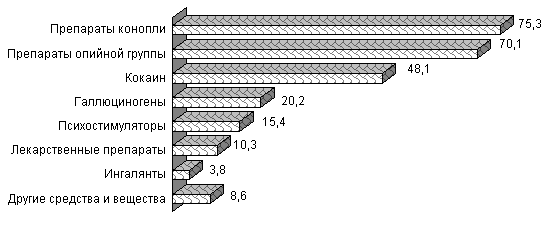 Препараты конопли 75,3
Препараты опийной группы 70,1
Кокаин 48,1
Галлюциногены 20,2
Психостимуляторы 15,4
Лекарственные препараты 10,3
Ингалянты 3,8
Другие средства и вещества 8,6